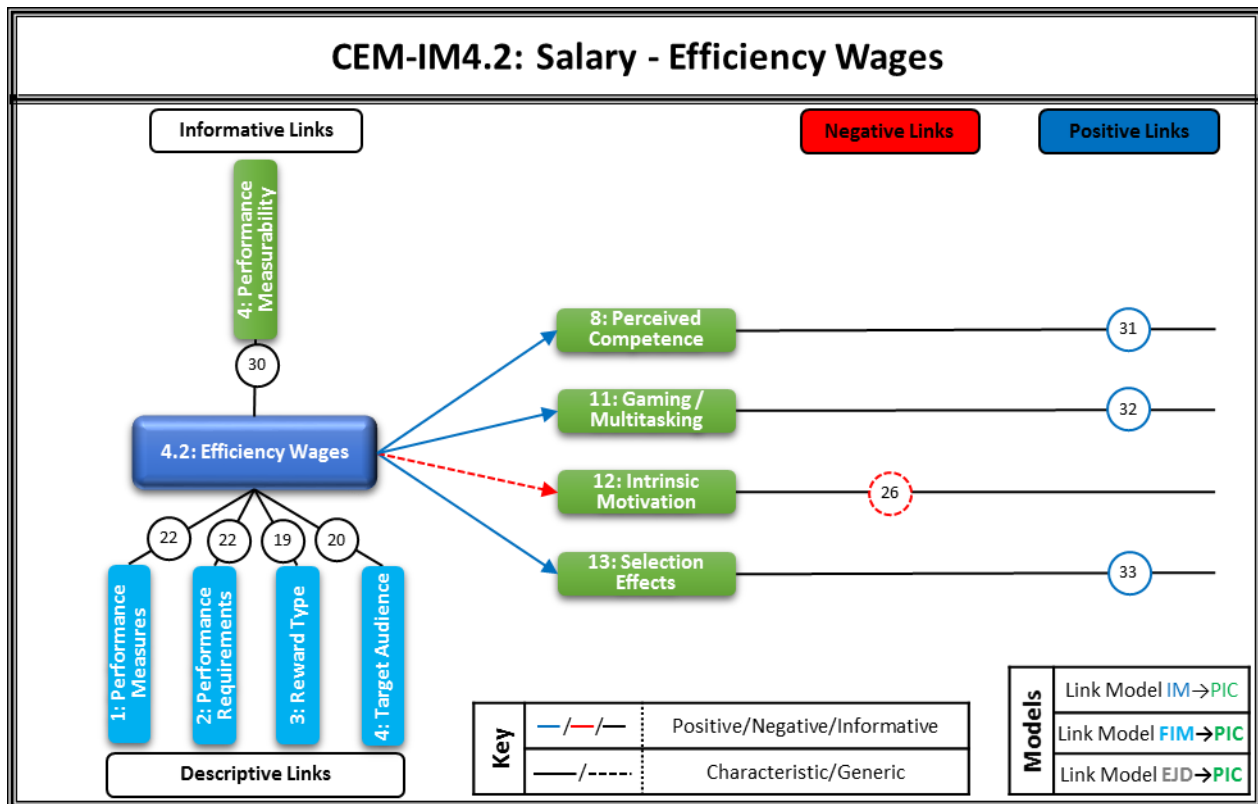 CEM-IM4.2: Salary - Efficiency Wages
Informative Links
Negative Links
Positive Links
4: Performance
Measurability
30
8: Perceived
Competence
31
11: Gaming /
Multitasking
32
4.2: Efficiency Wages
12: Intrinsic
Motivation
26
13: Selection
Effects
33
22
22
19
20
1: Performance
Measures
2: Performance
Requirements
3: Reward Type
4: Target Audience
Descriptive Links
Key
—/—/—
Positive/Negative/Informative
—/----
Characteristic/Generic
Models
Link Model IM→PIC
Link Model FIM→PIC
Link Model EJD→PIC